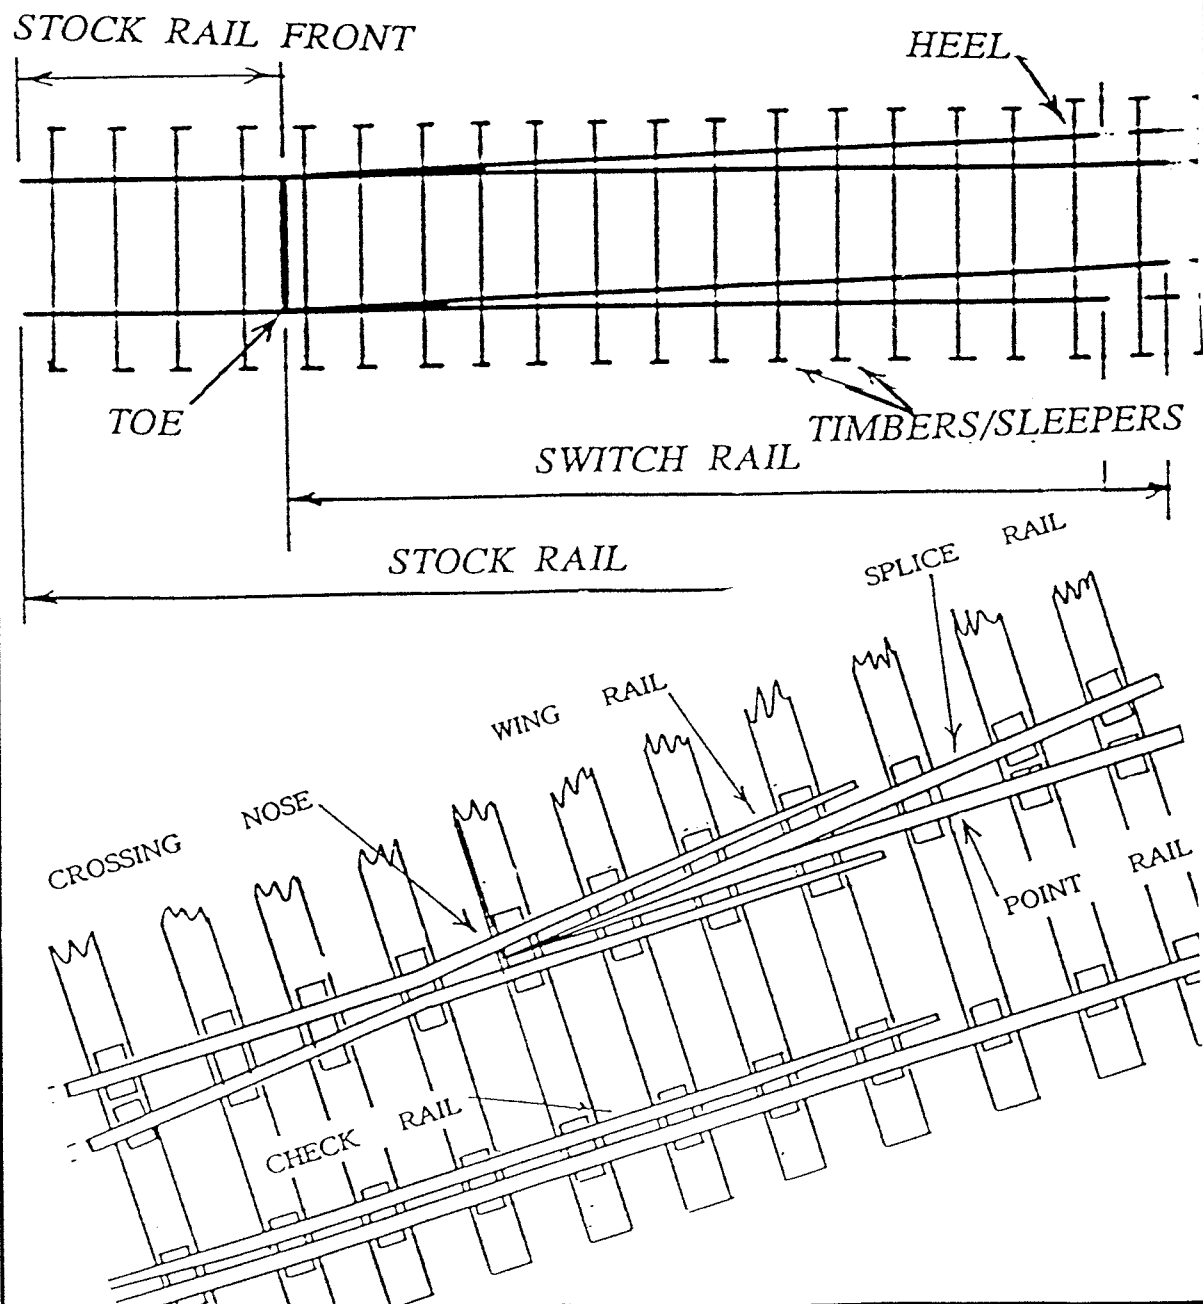 STOCK RAIL FRONT
HEEL
TOE
TIMBERS/SLEEPERS
SWITCH RAIL
STOCK RAIL
SPLICE RAIL
WING RAIL
CROSSING NOSE
POINT RAIL
CHECK RAIL